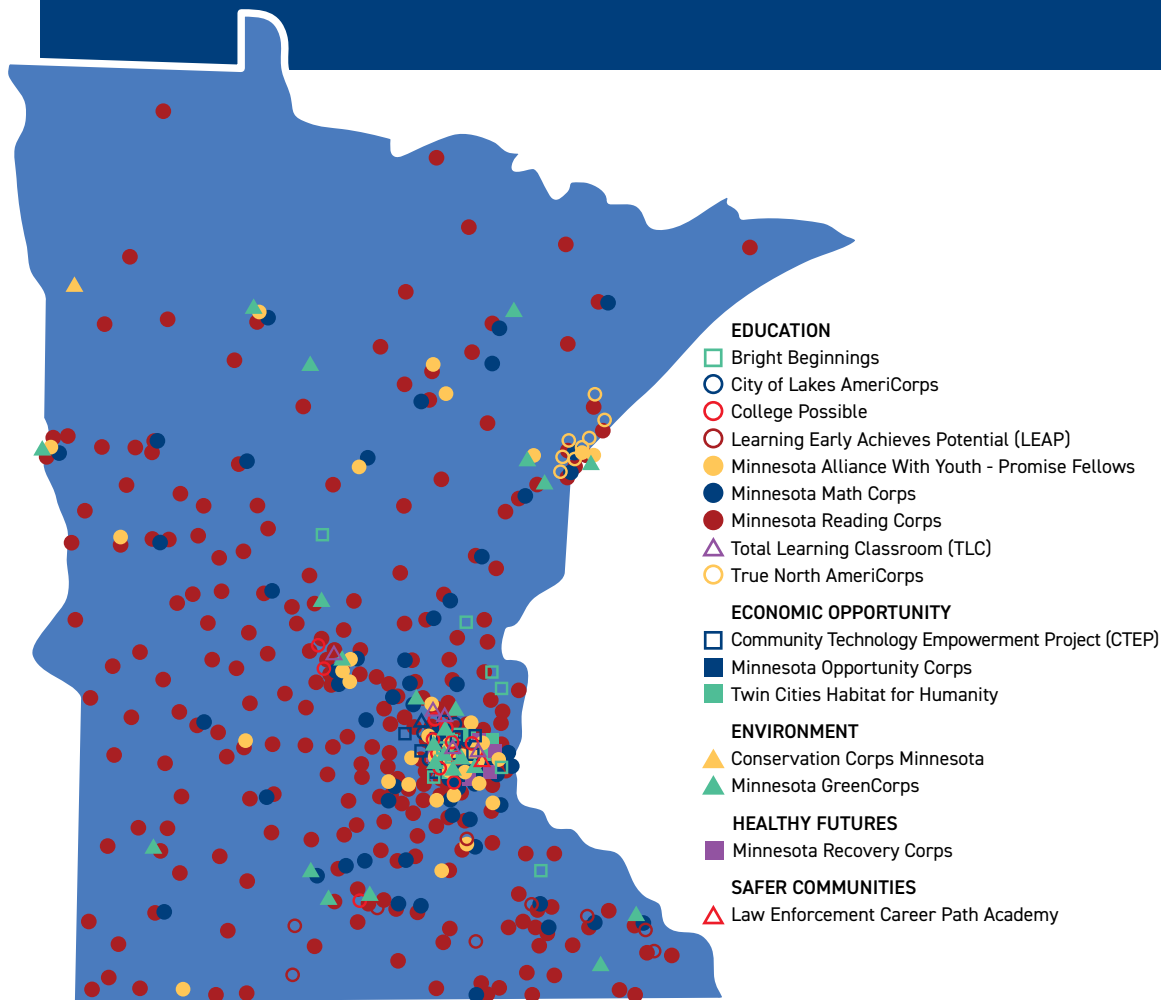 EDUCATION
Bright Beginnings
City of Lakes AmeriCorps
College Possible
Learning Early Achieves Potential (LEAP)
Minnesota Alliance With Youth - Promise Fellows
Minnesota Math Corps
Minnesota Reading Corps
Total Learning Classroom (TLC)
True North AmeriCorps
ECONOMIC OPPORTUNITY
Community Technology Empowerment Project (CTEP)
Minnesota Opportunity Corps
Twin Cities Habitat for Humanity
ENVIRONMENT
Conservation Corps Minnesota
Minnesota GreenCorps
HEALTHY FUTURES
Minnesota Recovery Corps
SAFER COMMUNITIES
Law Enforcement Career Path Academy